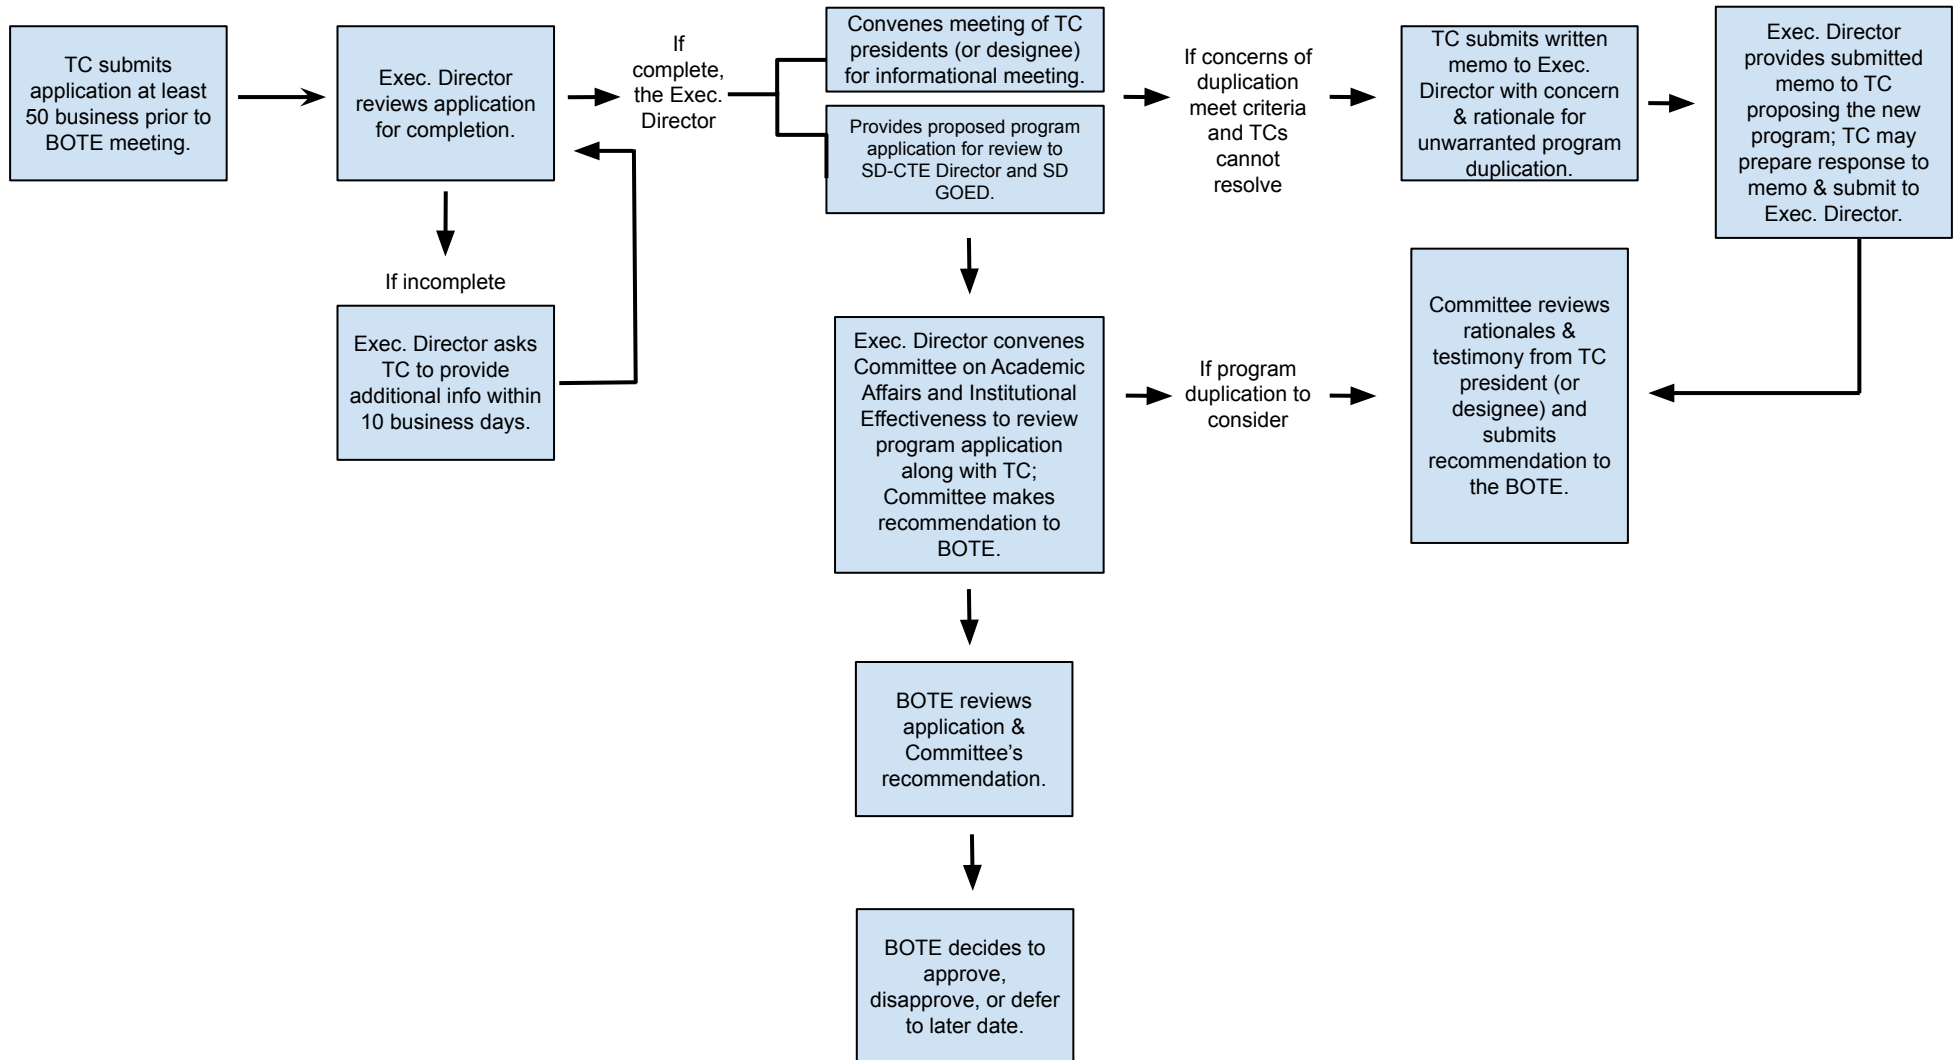 TC submits
application at least
50 business prior to
BOTE meeting.
Exec. Director
reviews application
for completion.
If
complete,
the Exec.
Director
Convenes meeting of TC
presidents (or designee)
for informational meeting.
Provides proposed program
application for review to
SD-CTE Director and SD
GOED.
If concerns of
duplication
meet criteria
and TCs
cannot
resolve
TC submits written
memo to Exec.
Director with concern
& rationale for
unwarranted program
duplication.
Exec. Director
provides submitted
memo to TC
proposing the new
program; TC may
prepare response to
memo & submit to
Exec. Director.
If incomplete
Exec. Director asks
TC to provide
additional info within
10 business days.
Exec. Director convenes
Committee on Academic
Affairs and Institutional
Effectiveness to review
program application
along with TC;
Committee makes
recommendation to
BOTE.
If program
duplication to
consider
Committee reviews
rationales &
testimony from TC
president (or
designee) and
submits
recommendation to
the BOTE.
BOTE reviews
application &
Committee’s
recommendation.
BOTE decides to
approve,
disapprove, or defer
to later date.